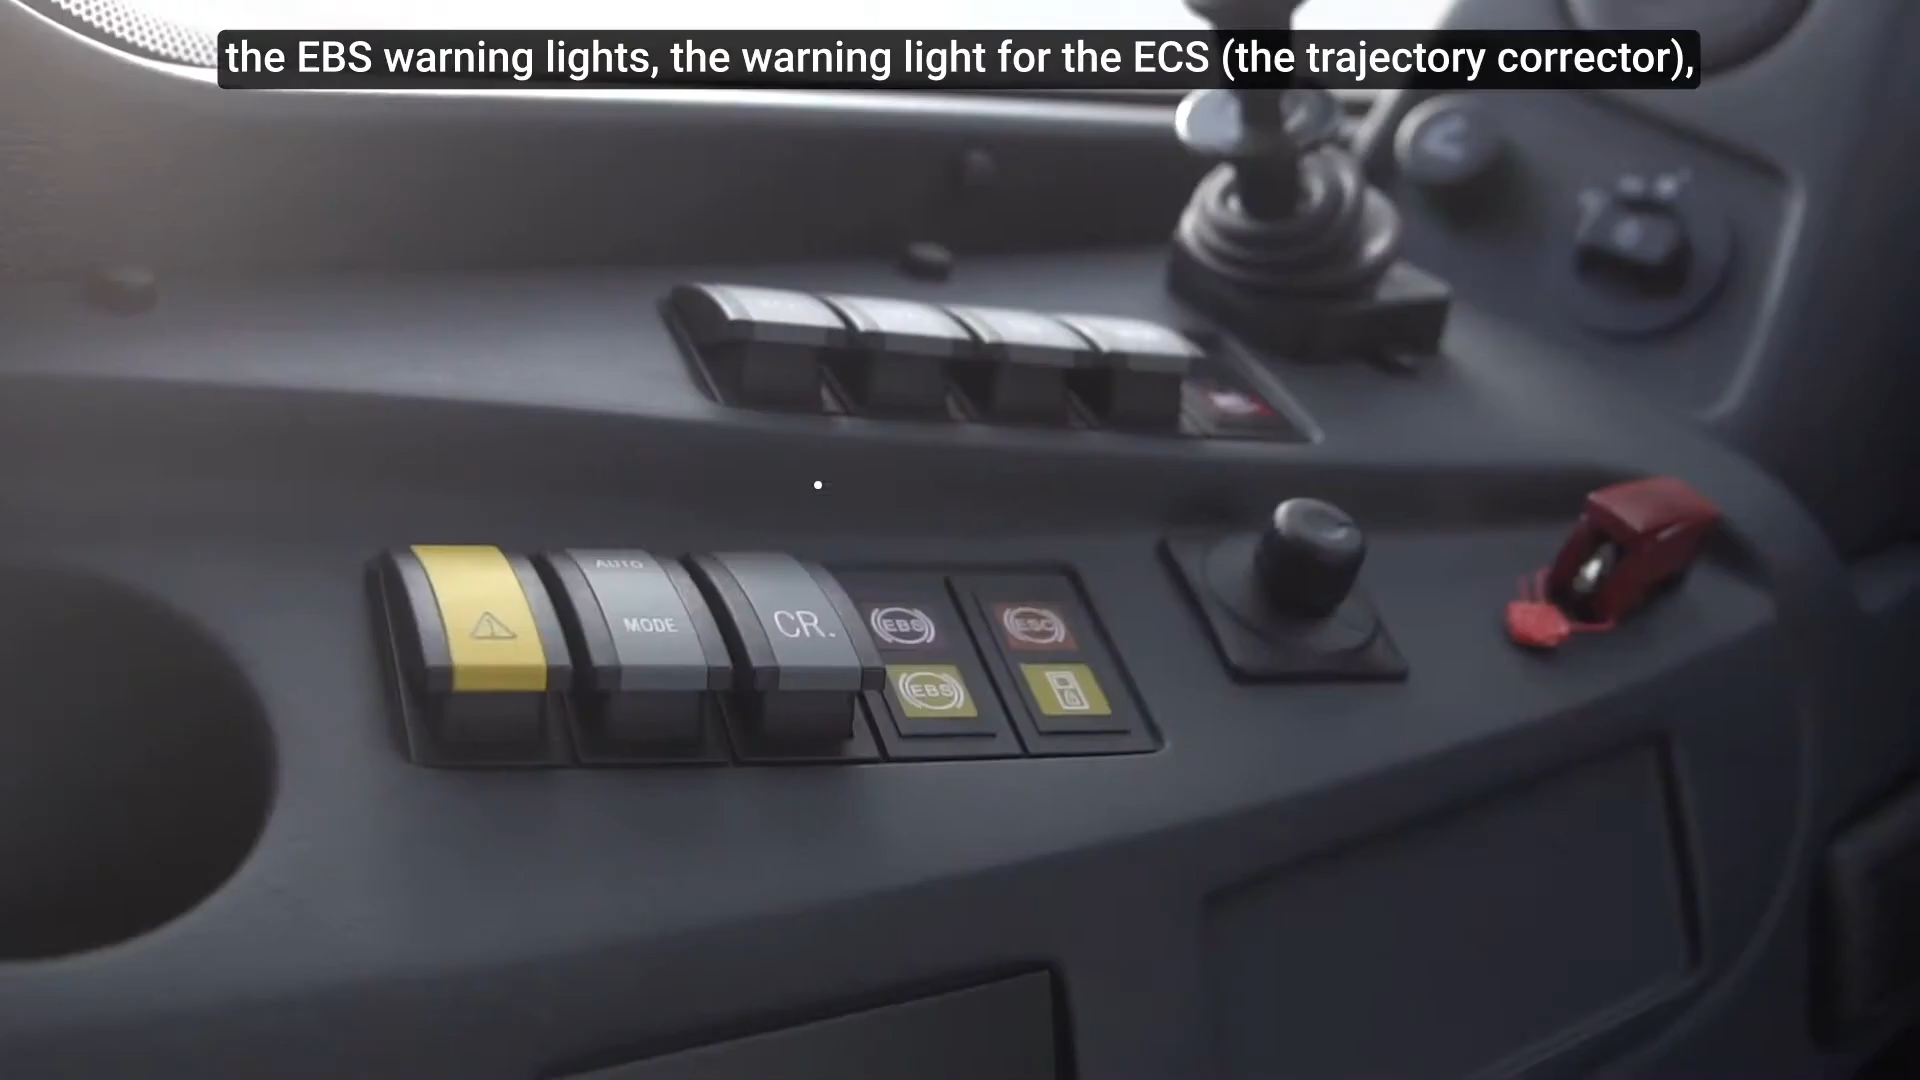 the EBS warning lights, the warning light for the ECS (the trajectory corrector),
AUTO
MODE
CR.
EBS
EBS
ESC